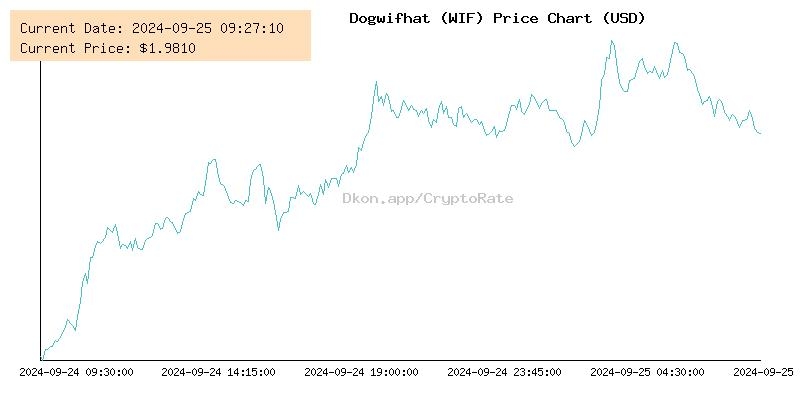 Dogwifhat (WIF) Price Chart (USD)
Current Date: 2024-09-25 09:27:10
Current Price: $1.9810
Dkon.app/CryptoRate
2024-09-24 09:30:00 2024-09-24 14:15:00 2024-09-24 19:00:00 2024-09-24 23:45:00 2024-09-25 04:30:00 2024-09-25